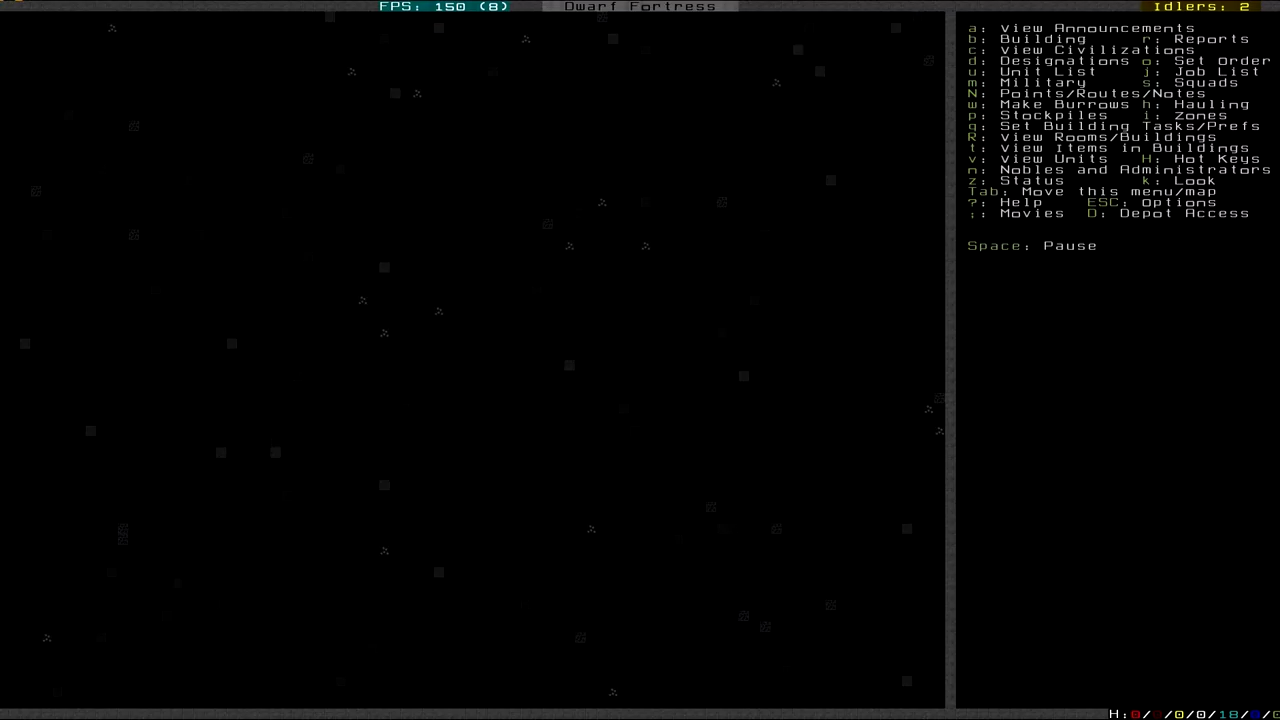 FPS: 150 (8) Dwarf Fortress Idlers: 2
a: View Announcements
b: Building r: Reports
c: View Civilizations
d: Designations o: Set Order
u: Unit List j: Job List
m: Military s: Squads
N: Points/Routes/Notes
w: Make Burrows h: Hauling
p: Stockpiles i: Zones
q: Set Building Tasks/Prefs
R: View Rooms/Buildings
t: View Items in Buildings
v: View Units H: Hot Keys
n: Nobles and Administrators
z: Status k: Look
Tab: Move this menu/map
?: Help ESC: Options
;: Movies D: Depot Access
Space: Pause